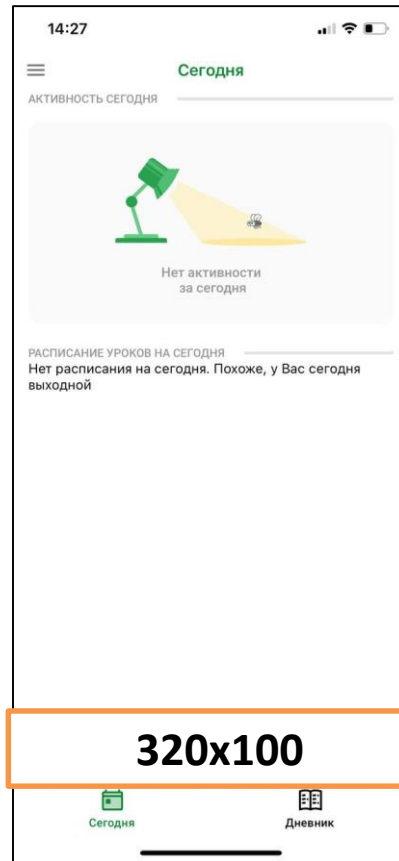 14:27
Сегодня
АКТИВНОСТЬ СЕГОДНЯ
Нет активности
за сегодня
РАСПИСАНИЕ УРОКОВ НА СЕГОДНЯ
Нет расписания на сегодня. Похоже, у Вас сегодня
выходной
320x100
Сегодня
Дневник